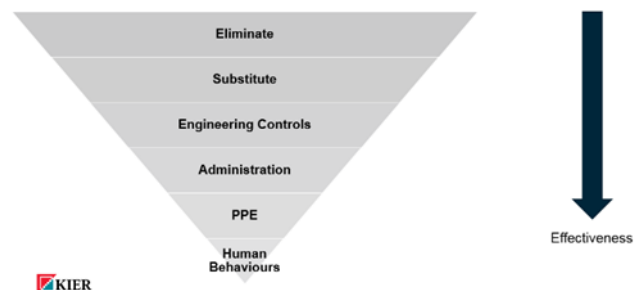 Eliminate
Substitute
Engineering Controls
Administration
PPE
Human
Behaviours
Effectiveness
KIER